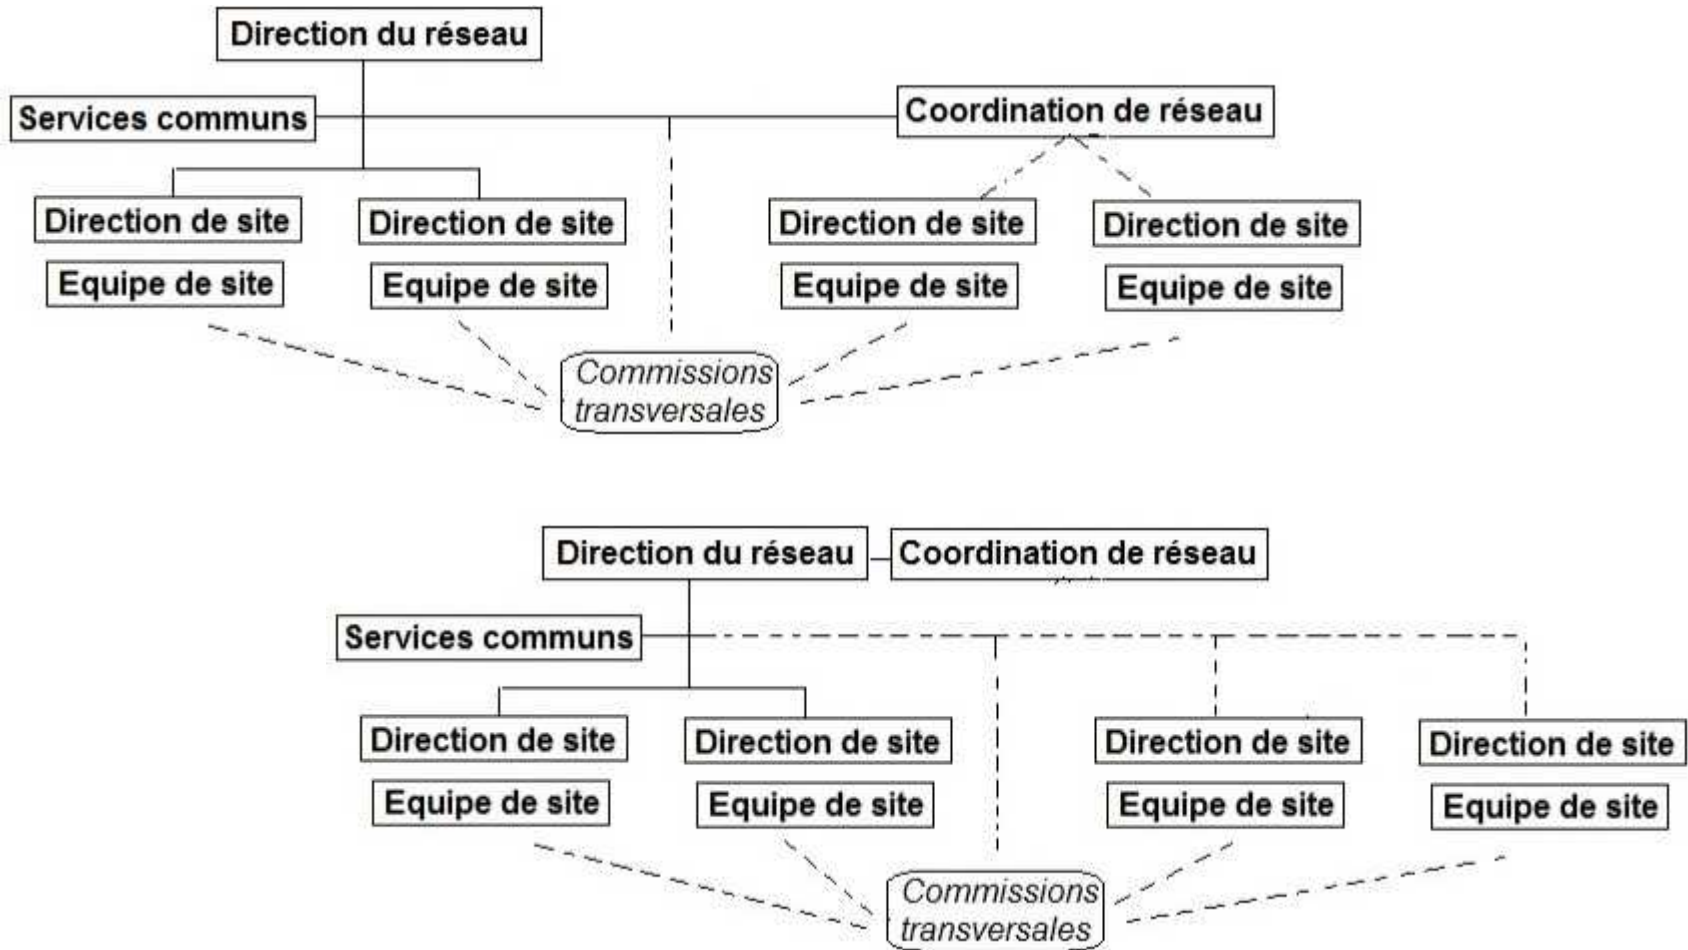 Direction du réseau
Services communs
Coordination de réseau
Direction de site
Direction de site
Direction de site
Direction de site
Equipe de site
Equipe de site
Equipe de site
Equipe de site
Commissions
transversales
Direction du réseau
Coordination de réseau
Services communs
Direction de site
Direction de site
Direction de site
Direction de site
Equipe de site
Equipe de site
Equipe de site
Equipe de site
Commissions
transversales